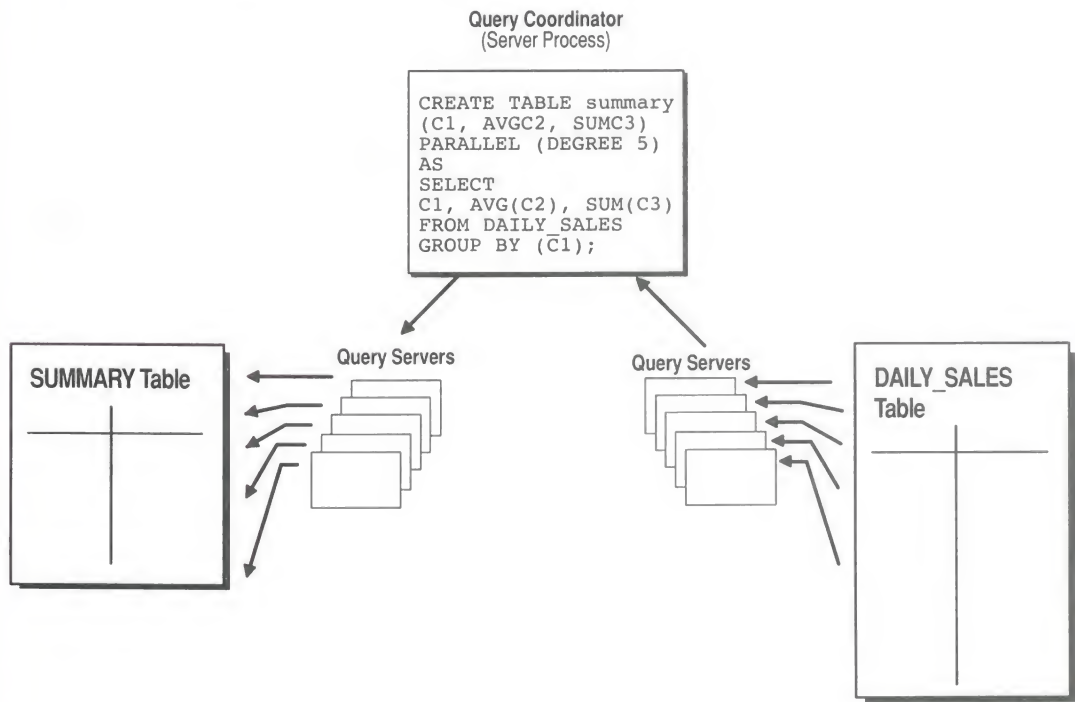 Query Coordinator
(Server Process)
CREATE TABLE summary
(C1, AVGC2, SUMC3)
PARALLEL (DEGREE 5)
AS
SELECT
C1, AVG(C2), SUM(C3)
FROM DAILY_SALES
GROUP BY (C1);
Query Servers
Query Servers
SUMMARY Table
DAILY_SALES
Table